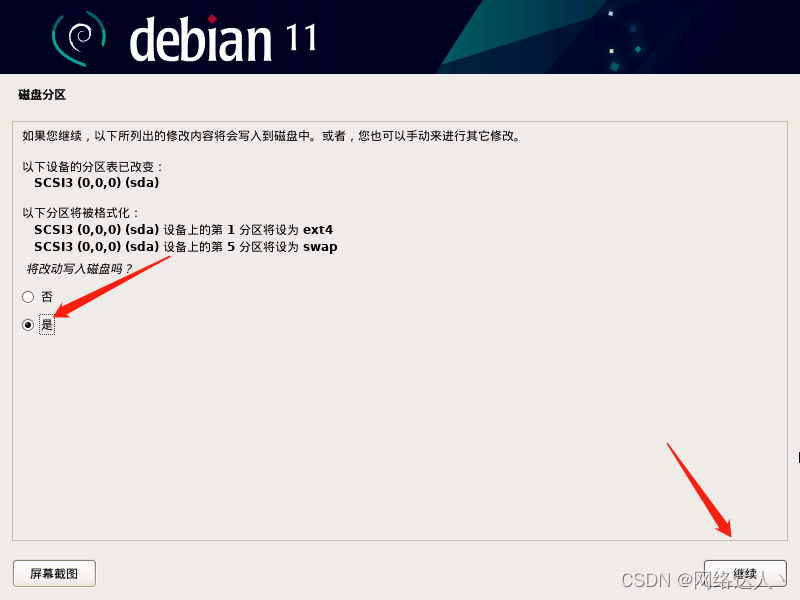 debian 11
磁盘分区
如果您继续，以下所列出的修改内容将会写入到磁盘中。或者，您也可以手动来进行其它修改。
以下设备的分区表已改变：
SCSI3 (0,0,0) (sda)
以下分区将被格式化：
SCSI3 (0,0,0) (sda) 设备上的第 1 分区将设为 ext4
SCSI3 (0,0,0) (sda) 设备上的第 5 分区将设为 swap
将改动写入磁盘吗？
否
是
屏幕截图
继续
CSDN @网络达人